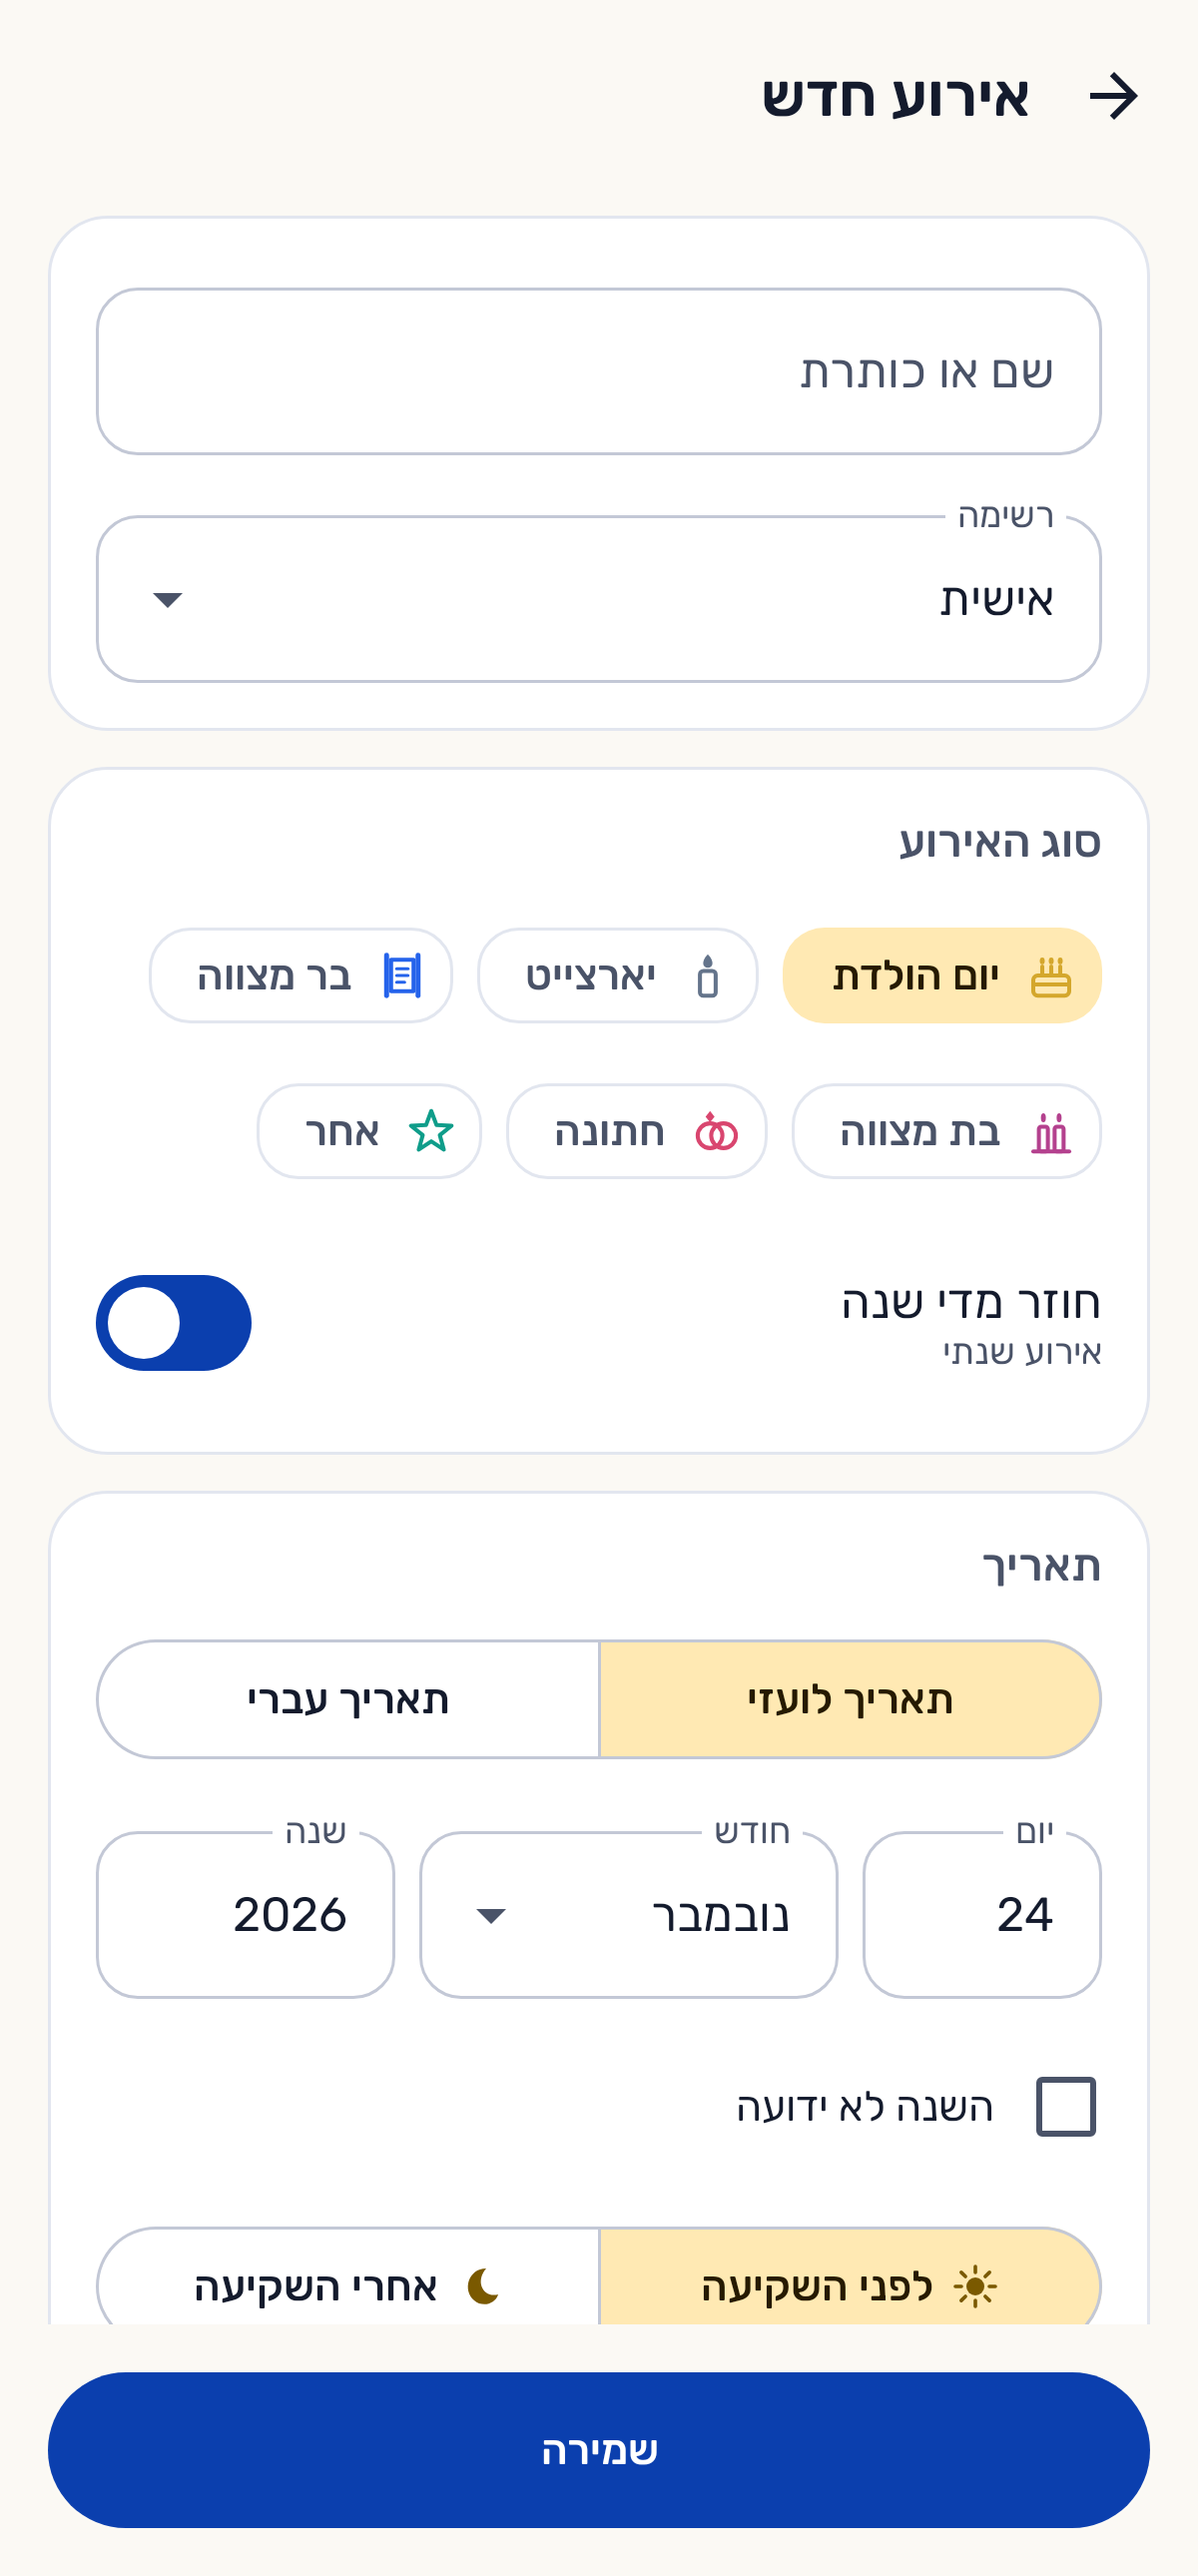 אירוע חדש
שם או כותרת
רשימה
אישית
סוג האירוע
יום הולדת
יארצייט
בר מצווה
בת מצווה
חתונה
אחר
חוזר מדי שנה
אירוע שנתי
תאריך
תאריך לועזי
תאריך עברי
יום
24
חודש
נובמבר
שנה
2026
השנה לא ידועה
לפני השקיעה
אחרי השקיעה
שמירה